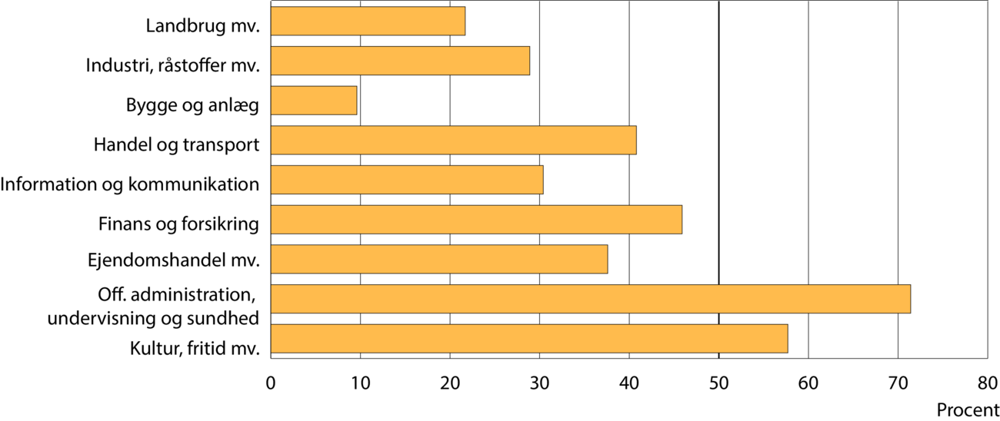 Landbrug mv.
Industri, råstoffer mv.
Bygge og anlæg
Handel og transport
Information og kommunikation
Finans og forsikring
Ejendomshandel mv.
Off. administration,
undervisning og sundhed
Kultur, fritid mv.
0 10 20 30 40 50 60 70 80
Procent